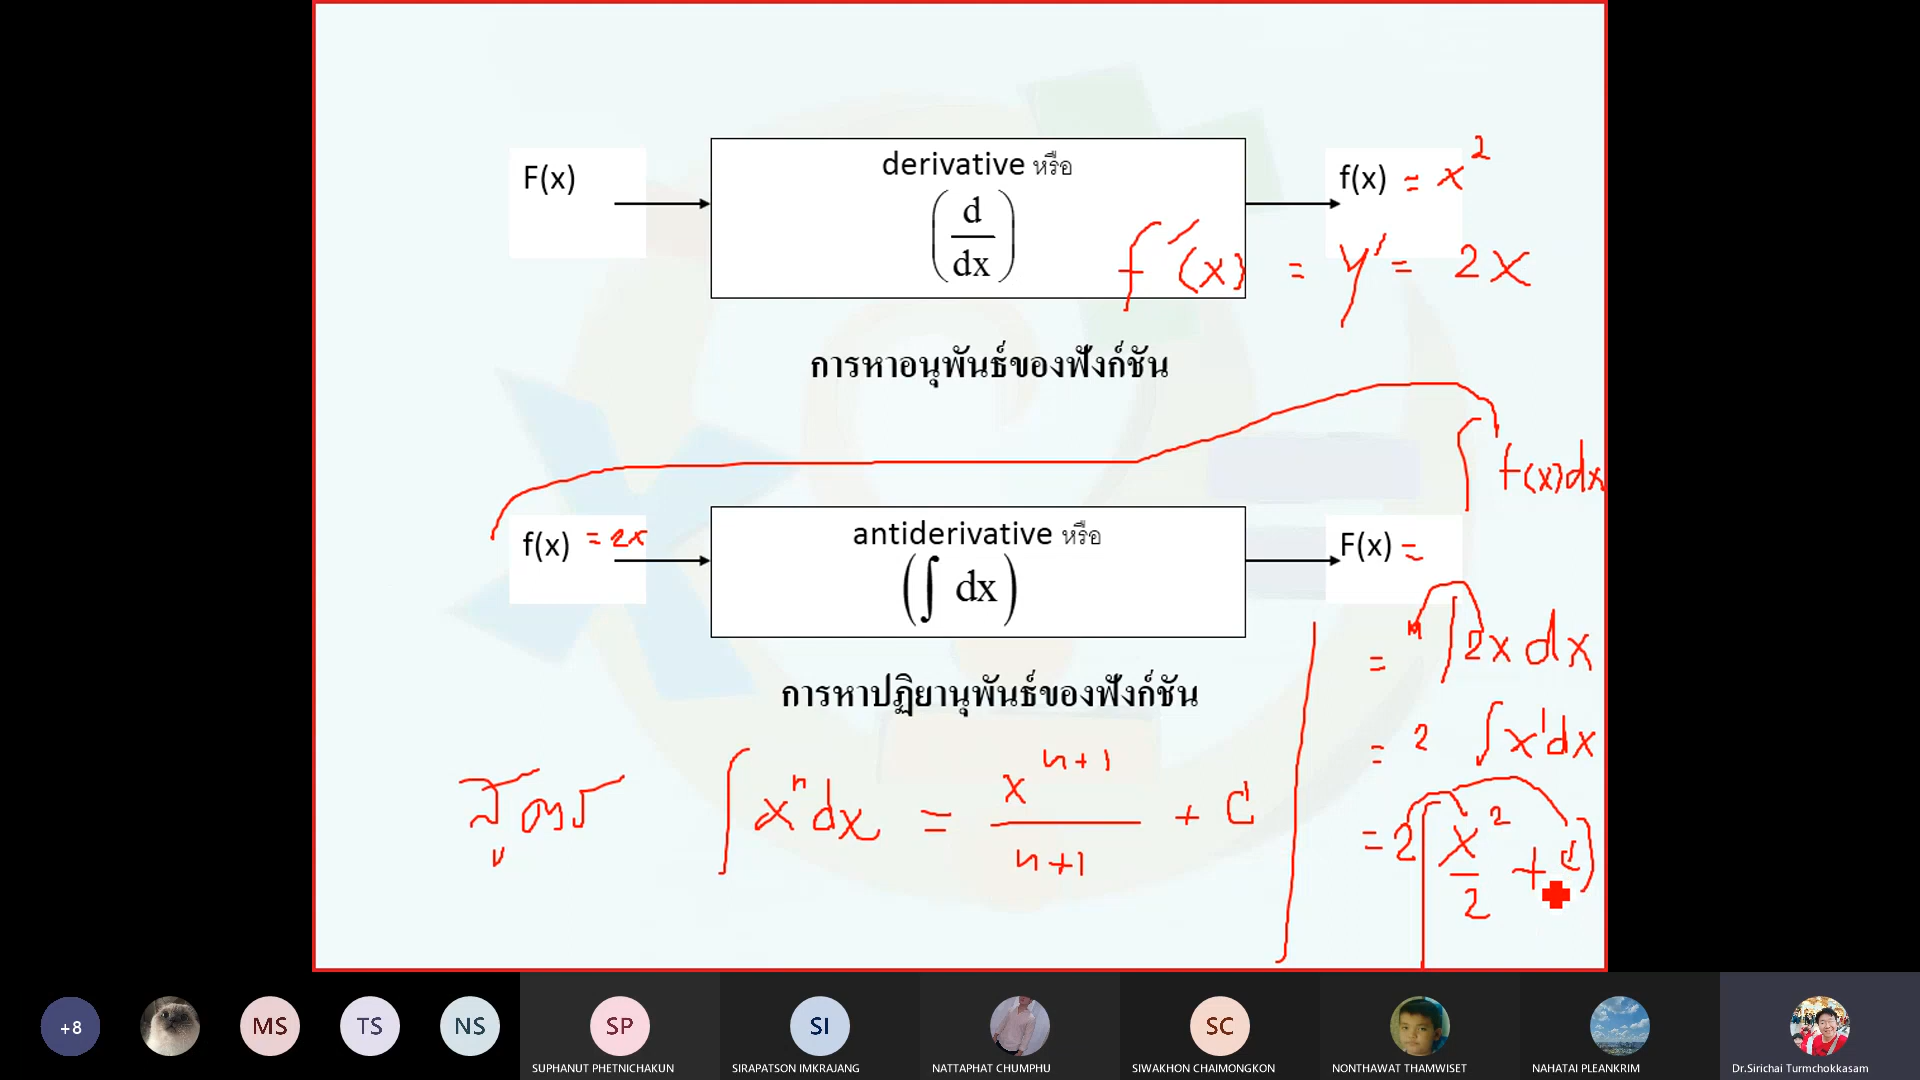 F(x)
derivative หรือ
(d/dx)
f(x) = x²
f'(x) = y' = 2x
การหาอนุพันธ์ของฟังก์ชัน
∫f(x)dx
f(x) = 2x
antiderivative หรือ
(∫ dx)
F(x) =
= ∫2x dx
การหาปฏิยานุพันธ์ของฟังก์ชัน
= 2 ∫x¹dx
สูตร ∫xⁿdx = xⁿ⁺¹/n+1 + C
= 2(x²/2 + C)
+8
MS
TS
NS
SP
SUPHANUT PHETNICHAKUN
SI
SIRAPATSON IMKRAJANG
NATTAPHAT CHUMPHU
SC
SIWAKHON CHAIMONGKON
NONTHAWAT THAMWISET
NAHATAI PLEANKRIM
Dr.Sirichai Turmchokkasam